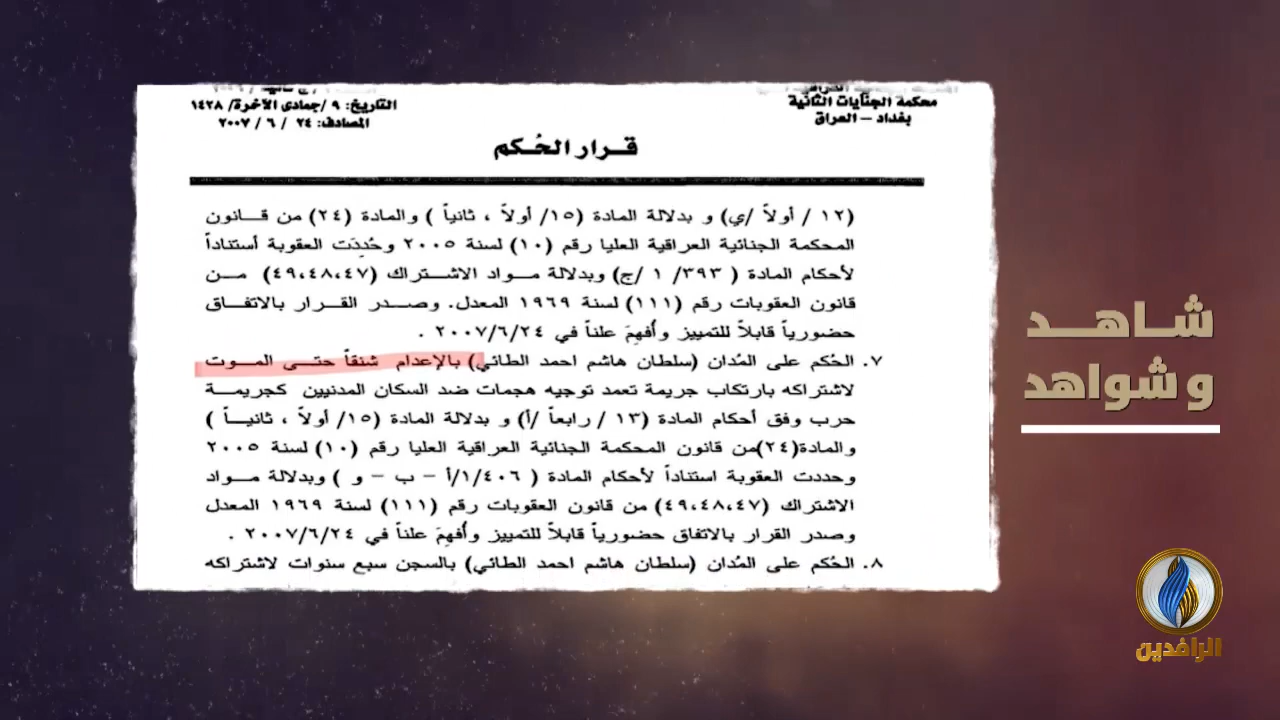 محكمة الجنايات الثانية
بغداد – العراق
التاريخ: ٩ /جمادى الآخرة/ ١٤٢٨
المصادف: ٢٤ / ٦ / ٢٠٠٧
قـرار الحُـكم
(١٢ / أولاً /ي) و بدلالة المادة (١٥/ أولاً ، ثانياً ) والمادة (٢٤) من قـانون
المحكمة الجنائية العراقية العليا رقم (١٠) لسنة ٢٠٠٥ وحُدِدَت العقوبة أستناداً
لأحكام المادة ( ٣٩٣/ ١ /ج) وبدلالة مـواد الاشـتراك (٤٩،٤٨،٤٧) مـن
قانون العقوبات رقم (١١١) لسنة ١٩٦٩ المعدل. وصـدر القـرار بالاتفـاق
حضورياً قابلاً للتمييز وأُفهِمَ علناً في ٢٠٠٧/٦/٢٤ .
٧. الحُكم على المُدان (سلطان هاشم احمد الطائي) بالإعدام شنقاً حتـى المـوت
لاشتراكه بارتكاب جريمة تعمد توجيه هجمات ضد السكان المدنيين كجريمـة
حرب وفق أحكام المادة (١٣ / رابعاً /أ) و بدلالة المادة (١٥/ أولاً ، ثانيـاً )
والمادة(٢٤)من قانون المحكمة الجنائية العراقية العليا رقم (١٠) لسنة ٢٠٠٥
وحددت العقوبة استناداً لأحكام المادة ( ١/٤٠٦/أ – ب – و ) وبدلالة مـواد
الاشتراك (٤٩،٤٨،٤٧) من قانون العقوبات رقم (١١١) لسنة ١٩٦٩ المعدل
وصدر القرار بالاتفاق حضورياً قابلاً للتمييز وأُفهِمَ علناً في ٢٠٠٧/٦/٢٤ .
٨. الحُكم على المُدان (سلطان هاشم احمد الطائي) بالسجن سبع سنوات لاشتراكه
شـاهـد
وشواهد
الرافدين